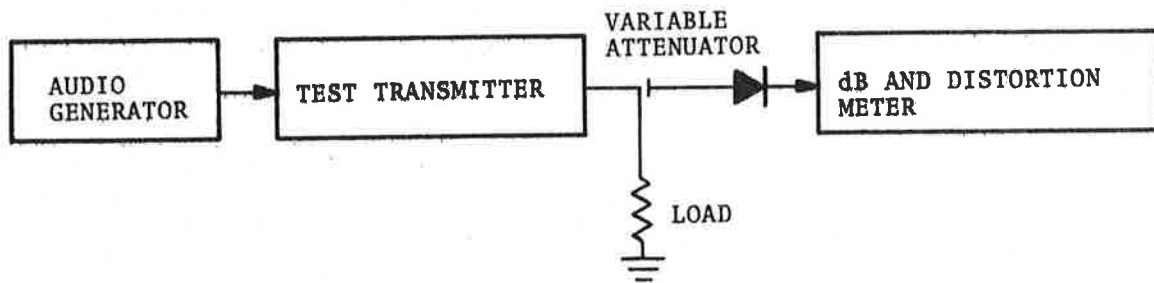 VARIABLE
ATTENUATOR
AUDIO
GENERATOR
TEST TRANSMITTER
dB AND DISTORTION
METER
LOAD